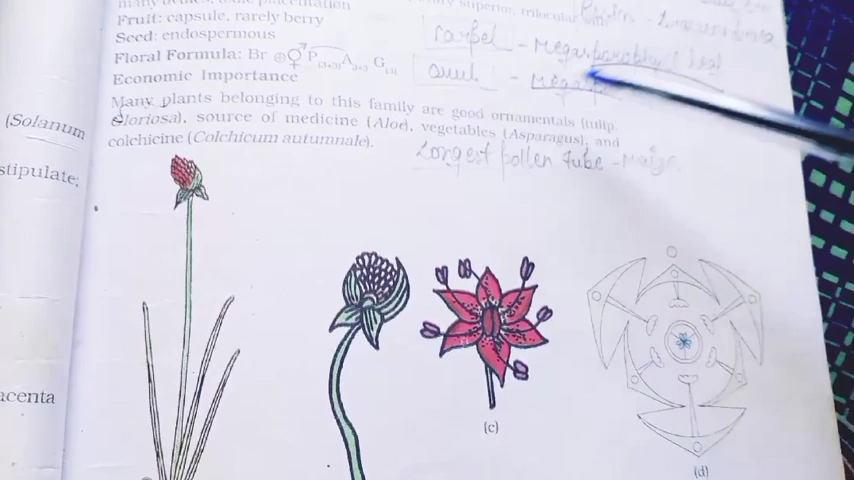 Fruit: capsule, rarely berry
Seed: endospermous
Floral Formula: Br ⊕ P(3+3) A3+3 G(3)
Economic Importance
Many plants belonging to this family are good ornamentals (tulip,
Gloriosa), source of medicine (Aloe), vegetables (Asparagus), and
colchicine (Colchicum autumnale).
carpel - Megasporophyll
Longest pollen tube - Maize
(Solanum
stipulate;
acenta
(c)
(d)